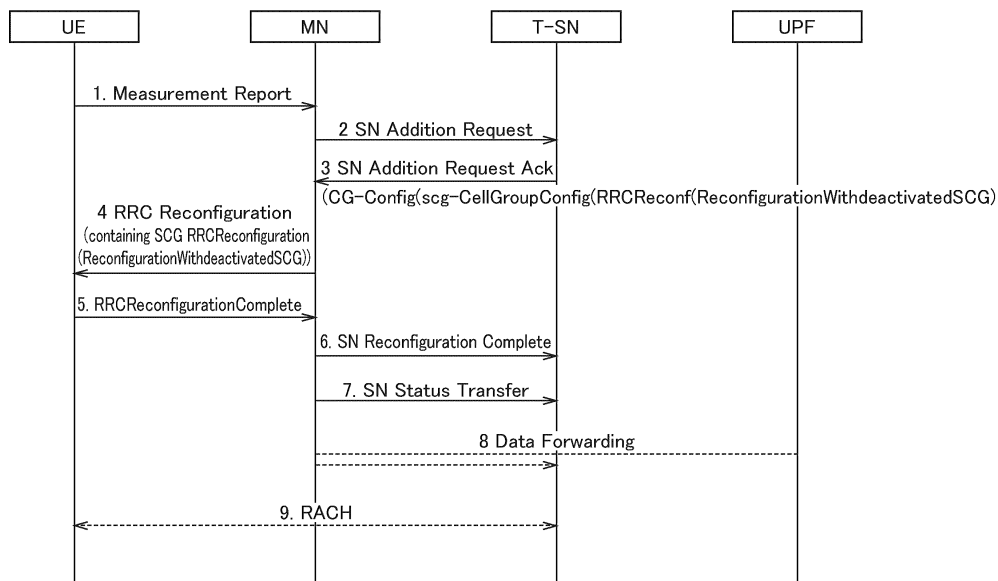 UE
MN
T-SN
UPF
1. Measurement Report
2 SN Addition Request
3 SN Addition Request Ack
(CG-Config(scg-CellGroupConfig(RRCReconf(ReconfigurationWithdeactivatedSCG)
4 RRC Reconfiguration
(containing SCG RRCReconfiguration
(ReconfigurationWithdeactivatedSCG))
5. RRCReconfigurationComplete
6. SN Reconfiguration Complete
7. SN Status Transfer
8 Data Forwarding
9. RACH